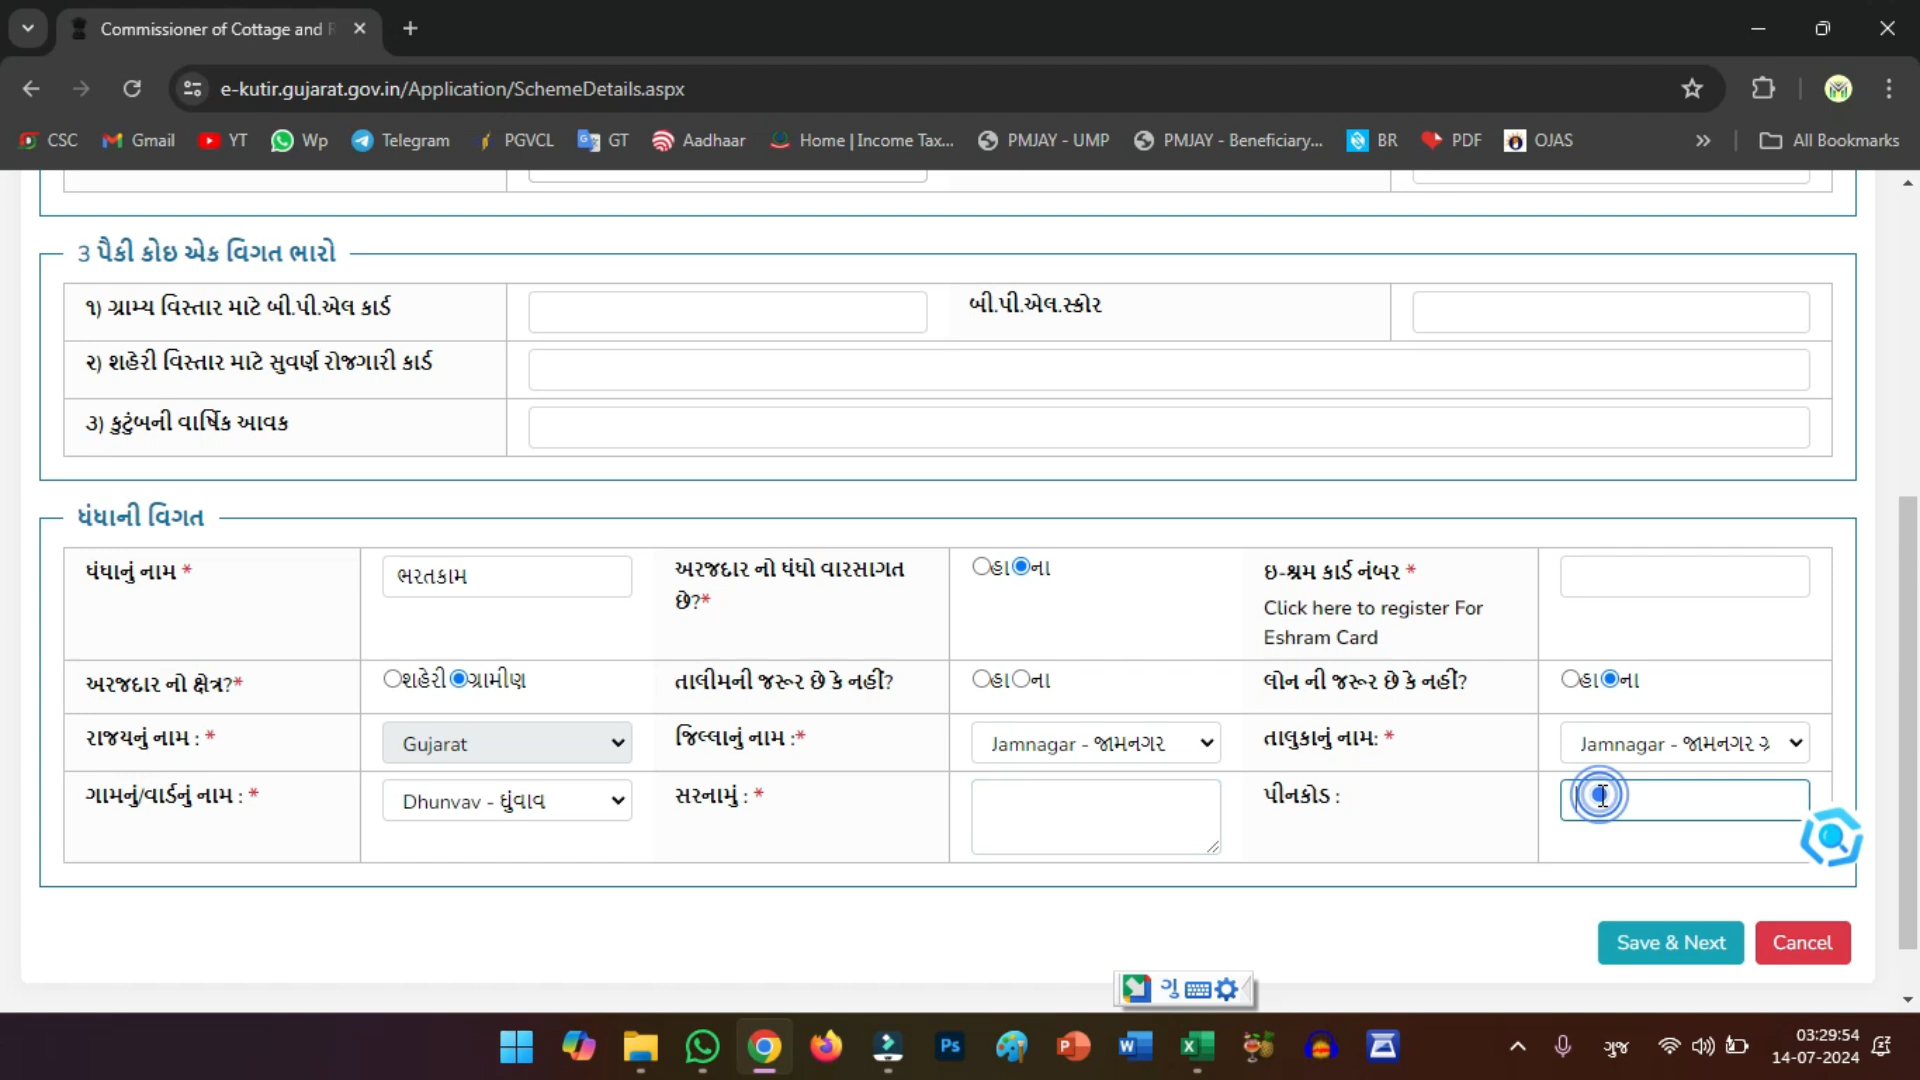 Commissioner of Cottage and R
e-kutir.gujarat.gov.in/Application/SchemeDetails.aspx
CSC Gmail YT Wp Telegram PGVCL GT Aadhaar Home | Income Tax... PMJAY - UMP PMJAY - Beneficiary... BR PDF OJAS » All Bookmarks
3 પૈકી કોઇ એક વિગત ભારો
૧) ગ્રામ્ય વિસ્તાર માટે બી.પી.એલ કાર્ડ બી.પી.એલ.સ્કોર
૨) શહેરી વિસ્તાર માટે સુવર્ણ રોજગારી કાર્ડ
૩) કુટુંબની વાર્ષિક આવક
ધંધાની વિગત
ધંધાનું નામ * ભરતકામ અરજદાર નો ધંધો વારસાગત છે?* હા ના ઇ-શ્રમ કાર્ડ નંબર *
Click here to register For
Eshram Card
અરજદાર નો ક્ષેત્ર?* શહેરી ગ્રામીણ તાલીમની જરૂર છે કે નહીં? હા ના લોન ની જરૂર છે કે નહીં? હા ના
રાજયનું નામ : * Gujarat જિલ્લાનું નામ :* Jamnagar - જામનગર તાલુકાનું નામ: * Jamnagar - જામનગર ગ્ર
ગામનું/વાર્ડનું નામ : * Dhunvav - ધુંવાવ સરનામું : * પીનકોડ :
Save & Next Cancel
ગુ
Ps
ગુજ
03:29:54
14-07-2024